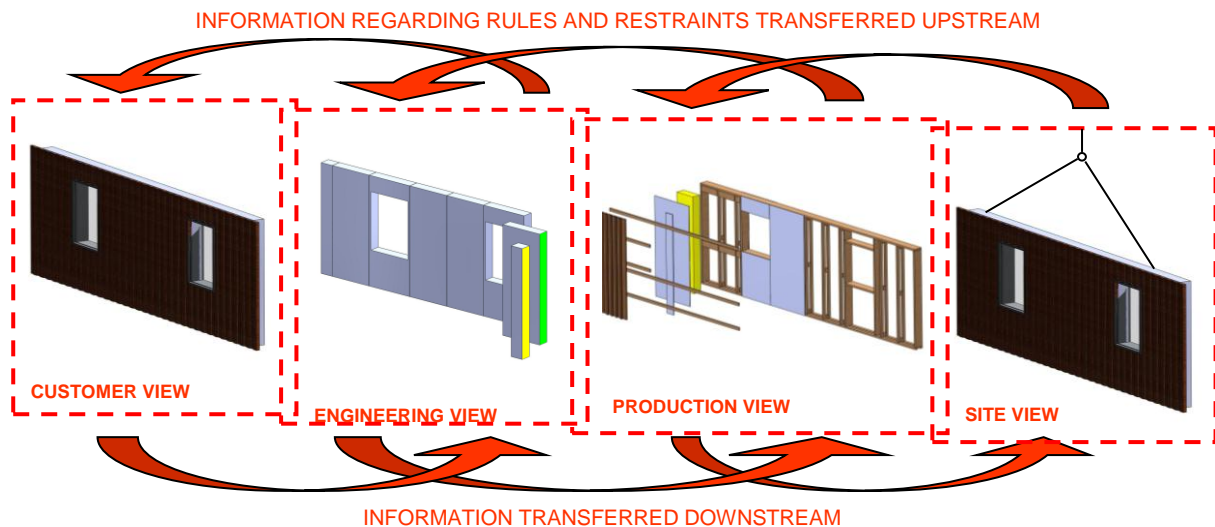 INFORMATION REGARDING RULES AND RESTRAINTS TRANSFERRED UPSTREAM
CUSTOMER VIEW
ENGINEERING VIEW
PRODUCTION VIEW
SITE VIEW
INFORMATION TRANSFERRED DOWNSTREAM